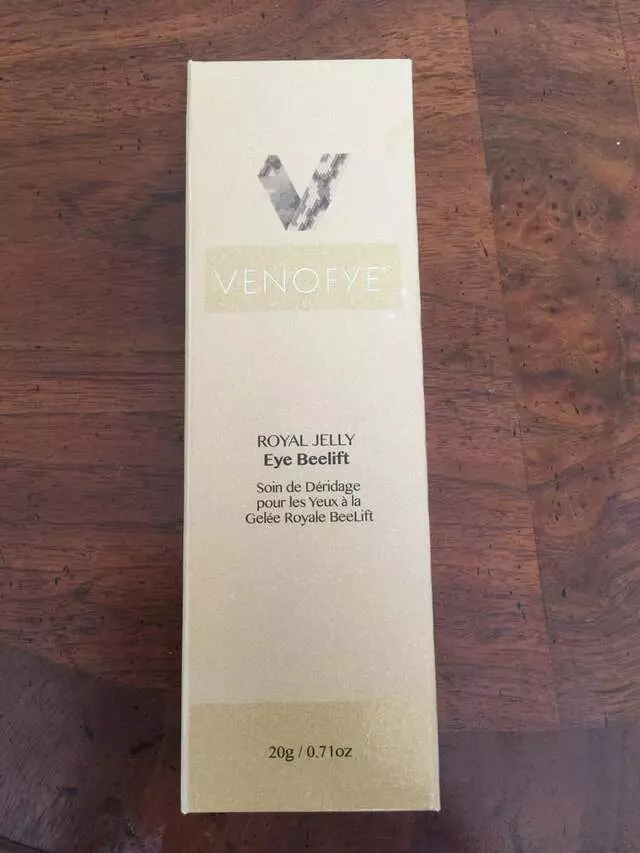 VENOFYE®
ROYAL JELLY
Eye Beelift
Soin de Déridage
pour les Yeux à la
Gelée Royale BeeLift
20g / 0.71oz